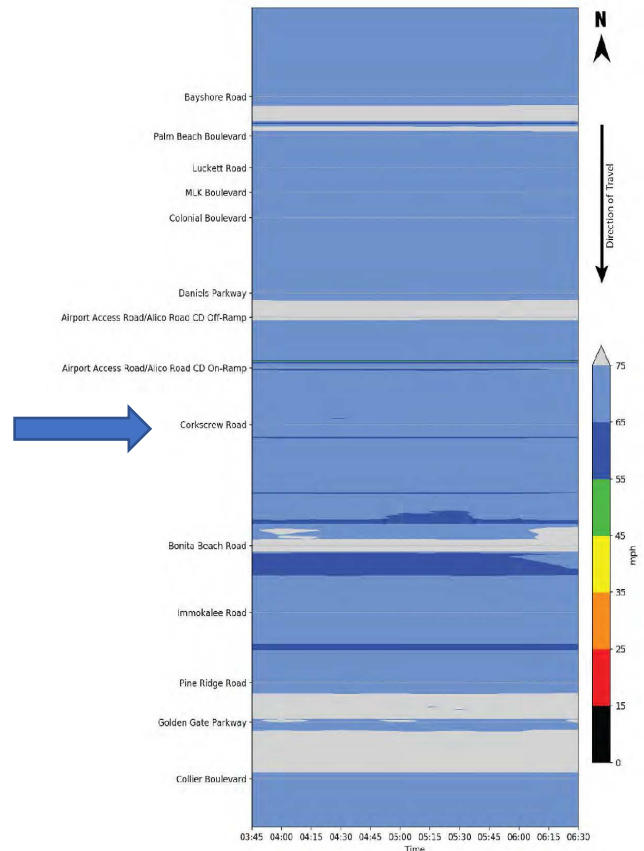 N
Bayshore Road
Palm Beach Boulevard
Luckett Road
MLK Boulevard
Colonial Boulevard
Direction of Travel
Daniels Parkway
Airport Access Road/Alico Road CD Off-Ramp
Airport Access Road/Alico Road CD On-Ramp
Corkscrew Road
Bonita Beach Road
Immokalee Road
Pine Ridge Road
Golden Gate Parkway
Collier Boulevard
75
65
55
45
35
25
15
0
mph
03:45 04:00 04:15 04:30 04:45 05:00 05:15 05:30 05:45 06:00 06:15 06:30
Time